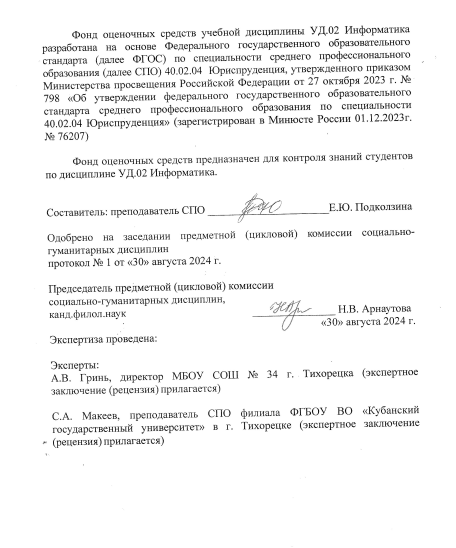 Фонд оценочных средств учебной дисциплины УД.02 Информатика
разработана на основе Федерального государственного образовательного
стандарта (далее ФГОС) по специальности среднего профессионального
образования (далее СПО) 40.02.04 Юриспруденция, утвержденного приказом
Министерства просвещения Российской Федерации от 27 октября 2023 г. №
798 «Об утверждении федерального государственного образовательного
стандарта среднего профессионального образования по специальности
40.02.04 Юриспруденция» (зарегистрирован в Минюсте России 01.12.2023г.
№ 76207)
Фонд оценочных средств предназначен для контроля знаний студентов
по дисциплине УД.02 Информатика.
Составитель: преподаватель СПО Е.Ю. Подколзина
Одобрено на заседании предметной (цикловой) комиссии социально-
гуманитарных дисциплин
протокол № 1 от «30» августа 2024 г.
Председатель предметной (цикловой) комиссии
социально-гуманитарных дисциплин,
канд.филол.наук Н.В. Арнаутова
«30» августа 2024 г.
Экспертиза проведена:
Эксперты:
А.В. Гринь, директор МБОУ СОШ № 34 г. Тихорецка (экспертное
заключение (рецензия) прилагается)
С.А. Макеев, преподаватель СПО филиала ФГБОУ ВО «Кубанский
государственный университет» в г. Тихорецке (экспертное заключение
(рецензия) прилагается)